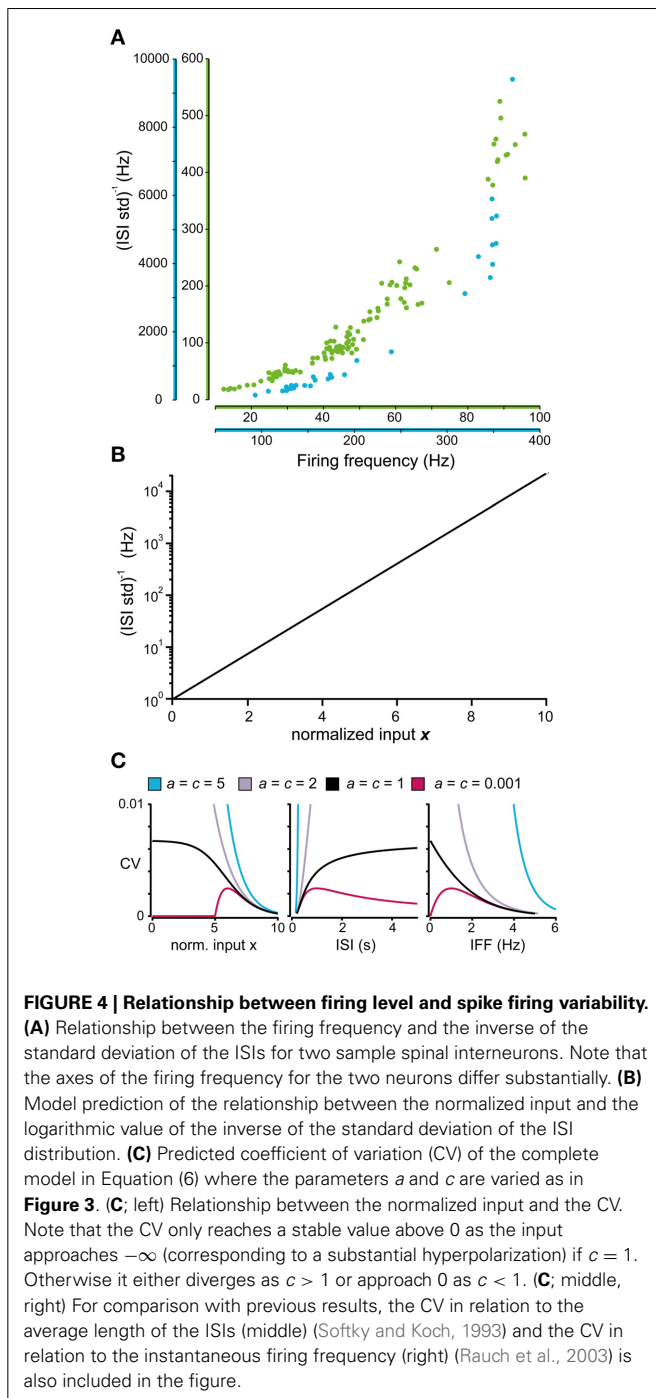 A
10000
8000
6000
4000
2000
0
600
500
400
300
200
100
0
(ISI std)⁻¹ (Hz)
20 40 60 80 100
100 200 300 400
Firing frequency (Hz)
B
10⁴
10³
10²
10¹
10⁰
(ISI std)⁻¹ (Hz)
0 2 4 6 8 10
normalized input x
C
a = c = 5 a = c = 2 a = c = 1 a = c = 0.001
0.01
CV
0
0 5 10 0 2 4 0 2 4 6
norm. input x ISI (s) IFF (Hz)
FIGURE 4 | Relationship between firing level and spike firing variability.
(A) Relationship between the firing frequency and the inverse of the
standard deviation of the ISIs for two sample spinal interneurons. Note that
the axes of the firing frequency for the two neurons differ substantially. (B)
Model prediction of the relationship between the normalized input and the
logarithmic value of the inverse of the standard deviation of the ISI
distribution. (C) Predicted coefficient of variation (CV) of the complete
model in Equation (6) where the parameters a and c are varied as in
Figure 3. (C; left) Relationship between the normalized input and the CV.
Note that the CV only reaches a stable value above 0 as the input
approaches −∞ (corresponding to a substantial hyperpolarization) if c = 1.
Otherwise it either diverges as c > 1 or approach 0 as c < 1. (C; middle,
right) For comparison with previous results, the CV in relation to the
average length of the ISIs (middle) (Softky and Koch, 1993) and the CV in
relation to the instantaneous firing frequency (right) (Rauch et al., 2003) is
also included in the figure.